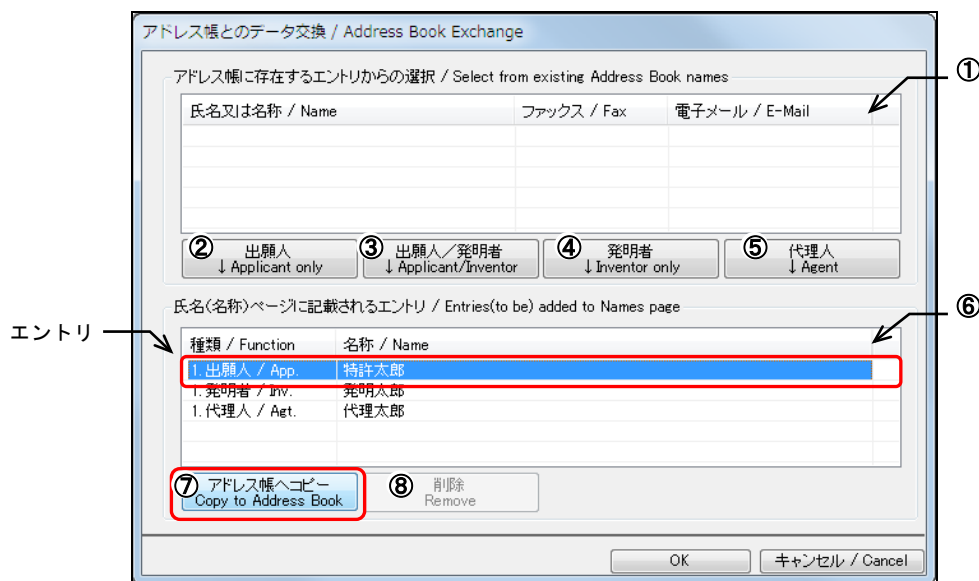 アドレス帳とのデータ交換 / Address Book Exchange
アドレス帳に存在するエントリからの選択 / Select from existing Address Book names
①
氏名又は名称 / Name ファックス / Fax 電子メール / E-Mail
② 出願人
↓Applicant only
③ 出願人／発明者
↓Applicant/Inventor
④ 発明者
↓Inventor only
⑤ 代理人
↓Agent
氏名(名称)ページに記載されるエントリ / Entries(to be) added to Names page
⑥
エントリ
種類 / Function 名称 / Name
1.出願人 / App. 特許太郎
1.発明者 / Inv. 発明太郎
1.代理人 / Agt. 代理太郎
⑦ アドレス帳へコピー
Copy to Address Book
⑧ 削除
Remove
OK キャンセル / Cancel